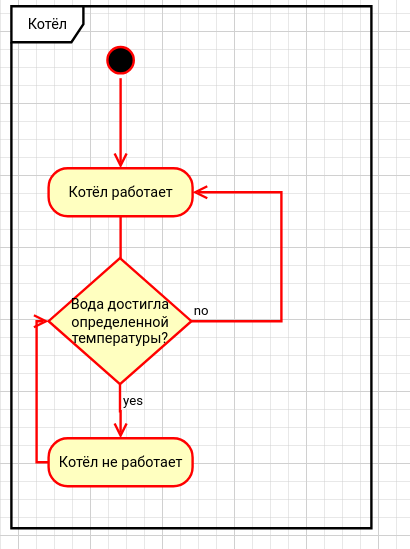 Котёл
Котёл работает
Вода достигла
определенной
температуры?
no
yes
Котёл не работает